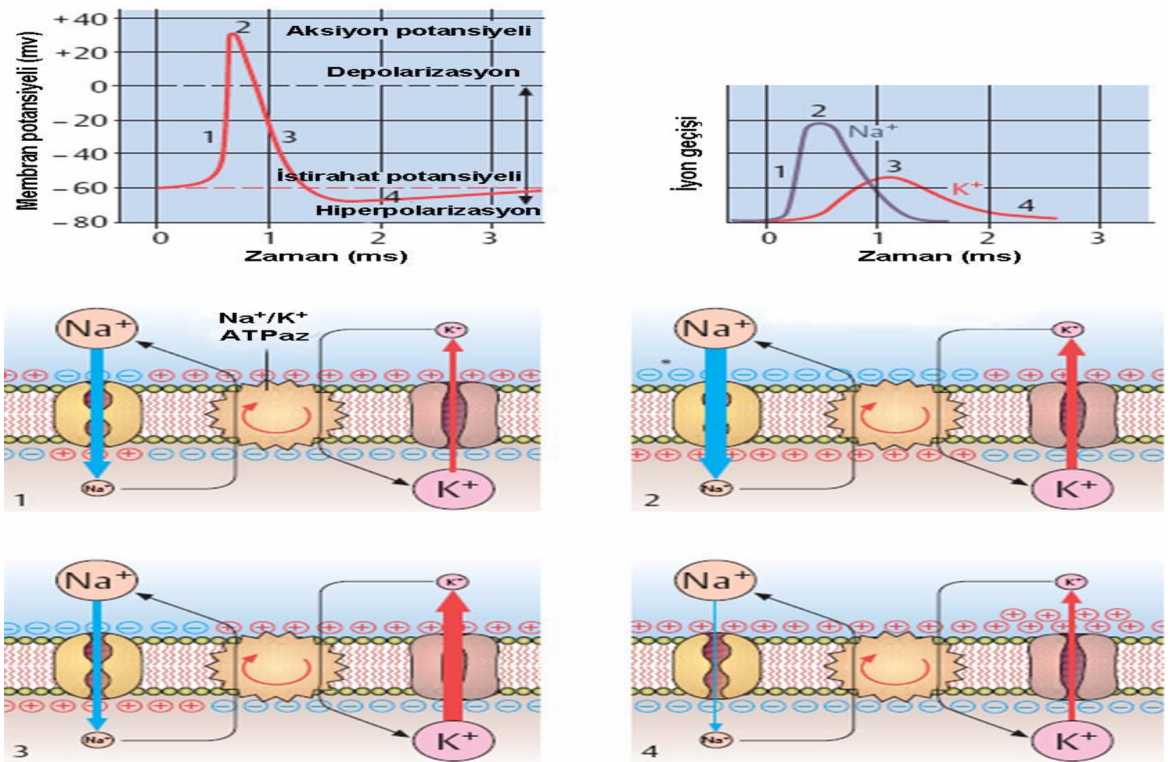 Membran potansiyeli (mv)
+40
+20
0
−20
−40
−60
−80
2
Aksiyon potansiyeli
Depolarizasyon
1
3
İstirahat potansiyeli
4
Hiperpolarizasyon
0
1
2
3
Zaman (ms)
İyon geçişi
2
Na+
1
3
K+
4
0
1
2
3
Zaman (ms)
Na+
Na+/K+
ATPaz
K+
Na+
K+
1
Na+
K+
*
Na+
K+
2
Na+
K+
Na+
K+
3
Na+
K+
Na+
K+
4